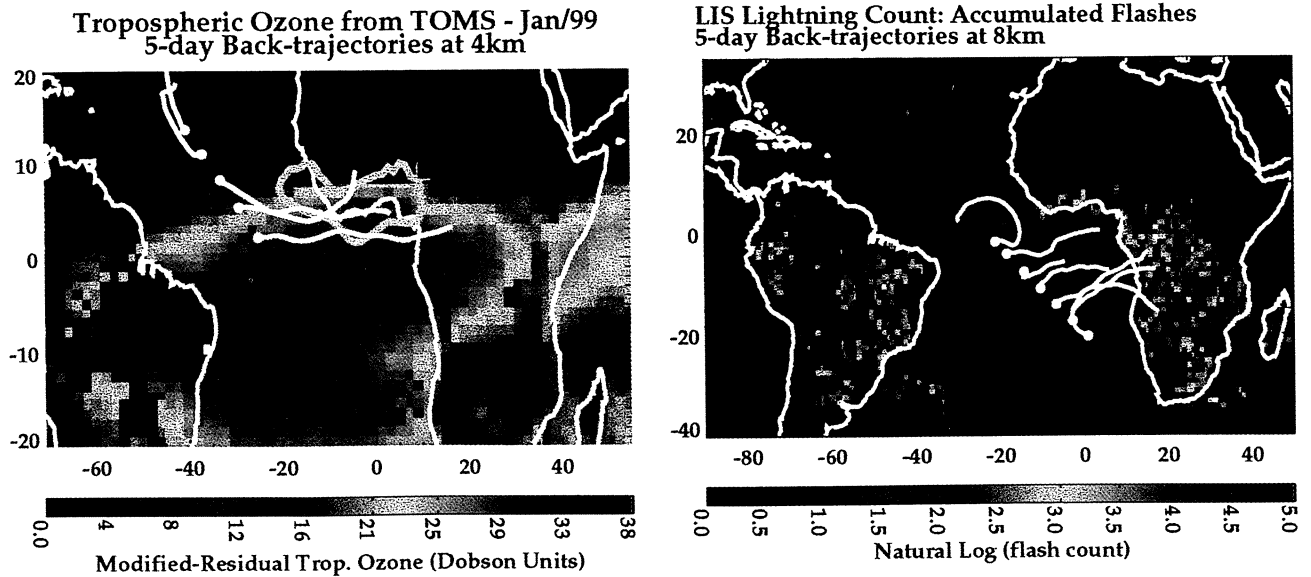 Tropospheric Ozone from TOMS - Jan/99
5-day Back-trajectories at 4km
20
10
0
-10
-20
-60 -40 -20 0 20 40
0.0 4 8 12 16 21 25 29 33 38
Modified-Residual Trop. Ozone (Dobson Units)
LIS Lightning Count: Accumulated Flashes
5-day Back-trajectories at 8km
20
0
-20
-40
-80 -60 -40 -20 0 20 40
0.0 0.5 1.0 1.5 2.0 2.5 3.0 3.5 4.0 4.5 5.0
Natural Log (flash count)